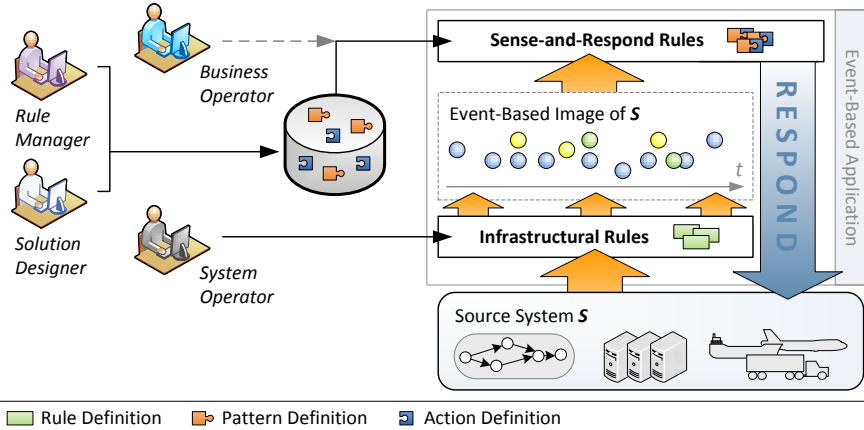 Sense-and-Respond Rules
Business
Operator
Rule
Manager
Event-Based Image of S
t
RESPOND
Event-Based Application
Solution
Designer
Infrastructural Rules
System
Operator
Source System S
Rule Definition
Pattern Definition
Action Definition